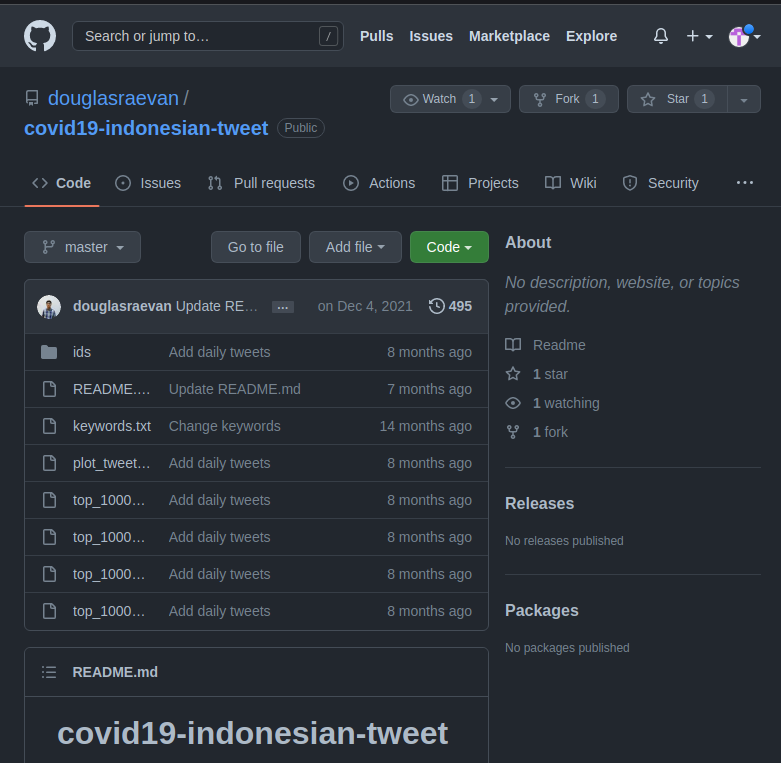 Search or jump to… / Pulls Issues Marketplace Explore
douglasraevan / Watch 1 Fork 1 Star 1
covid19-indonesian-tweet Public
Code Issues Pull requests Actions Projects Wiki Security ...
master Go to file Add file Code
About
No description, website, or topics
provided.
douglasraevan Update RE… ... on Dec 4, 2021 495
ids Add daily tweets 8 months ago
README.… Update README.md 7 months ago
keywords.txt Change keywords 14 months ago
plot_tweet… Add daily tweets 8 months ago
top_1000… Add daily tweets 8 months ago
top_1000… Add daily tweets 8 months ago
top_1000… Add daily tweets 8 months ago
top_1000… Add daily tweets 8 months ago
Readme
1 star
1 watching
1 fork
Releases
No releases published
Packages
No packages published
README.md
covid19-indonesian-tweet